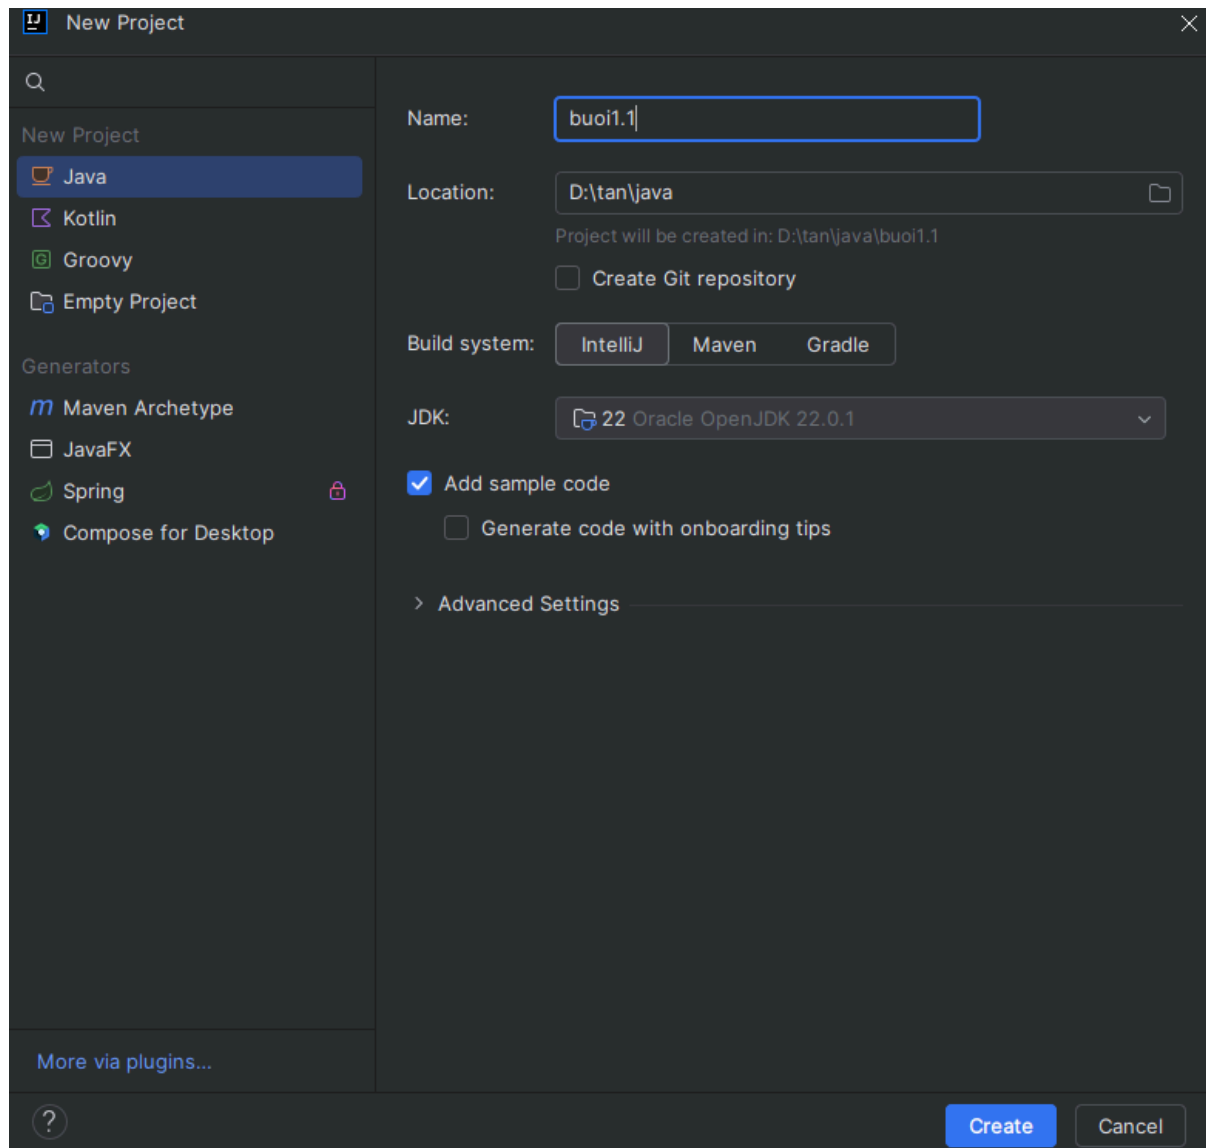 New Project
New Project
Java
Kotlin
Groovy
Empty Project
Generators
Maven Archetype
JavaFX
Spring
Compose for Desktop
More via plugins...
Name: buoi1.1
Location: D:\tan\java
Project will be created in: D:\tan\java\buoi1.1
Create Git repository
Build system: IntelliJ Maven Gradle
JDK: 22 Oracle OpenJDK 22.0.1
Add sample code
Generate code with onboarding tips
Advanced Settings
? Create Cancel